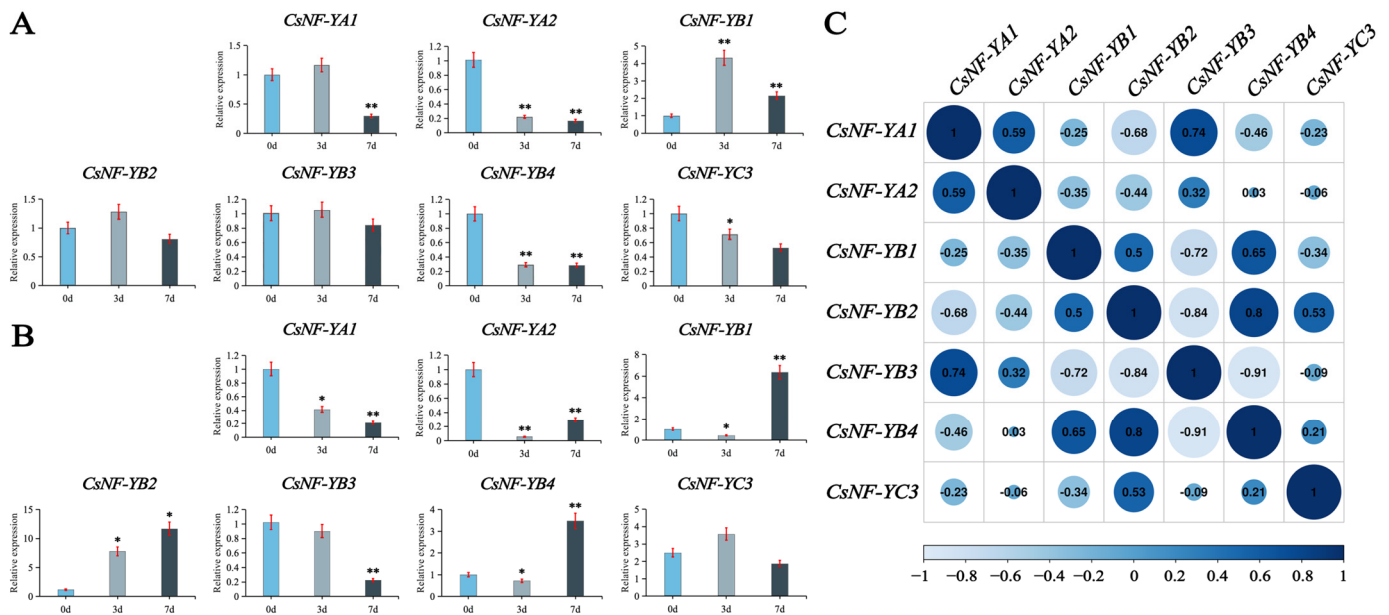 A
CsNF-YA1
CsNF-YA2
CsNF-YB1
Relative expression
1.5
1
0.5
0
**
0d 3d 7d
Relative expression
1.2
1
0.8
0.6
0.4
0.2
0
** **
0d 3d 7d
Relative expression
5
4
3
2
1
0
** **
0d 3d 7d
CsNF-YB2
CsNF-YB3
CsNF-YB4
CsNF-YC3
Relative expression
1.5
1
0.5
0
0d 3d 7d
Relative expression
1.2
1
0.8
0.6
0.4
0.2
0
0d 3d 7d
Relative expression
1.2
1
0.8
0.6
0.4
0.2
0
** **
0d 3d 7d
Relative expression
1.2
1
0.8
0.6
0.4
0.2
0
*
0d 3d 7d
B
CsNF-YA1
CsNF-YA2
CsNF-YB1
Relative expression
1.2
1
0.8
0.6
0.4
0.2
0
* **
0d 3d 7d
Relative expression
1.2
1
0.8
0.6
0.4
0.2
0
** **
0d 3d 7d
Relative expression
8
6
4
2
0
* **
0d 3d 7d
CsNF-YB2
CsNF-YB3
CsNF-YB4
CsNF-YC3
Relative expression
15
10
5
0
* *
0d 3d 7d
Relative expression
1.2
1
0.8
0.6
0.4
0.2
0
**
0d 3d 7d
Relative expression
4
3
2
1
0
* **
0d 3d 7d
Relative expression
5
4
3
2
1
0
0d 3d 7d
C
CsNF-YA1 CsNF-YA2 CsNF-YB1 CsNF-YB2 CsNF-YB3 CsNF-YB4 CsNF-YC3
CsNF-YA1 1 0.59 -0.25 -0.68 0.74 -0.46 -0.23
CsNF-YA2 0.59 1 -0.35 -0.44 0.32 0.03 -0.06
CsNF-YB1 -0.25 -0.35 1 0.5 -0.72 0.65 -0.34
CsNF-YB2 -0.68 -0.44 0.5 1 -0.84 0.8 0.53
CsNF-YB3 0.74 0.32 -0.72 -0.84 1 -0.91 -0.09
CsNF-YB4 -0.46 0.03 0.65 0.8 -0.91 1 0.21
CsNF-YC3 -0.23 -0.06 -0.34 0.53 -0.09 0.21 1
−1 −0.8 −0.6 −0.4 −0.2 0 0.2 0.4 0.6 0.8 1